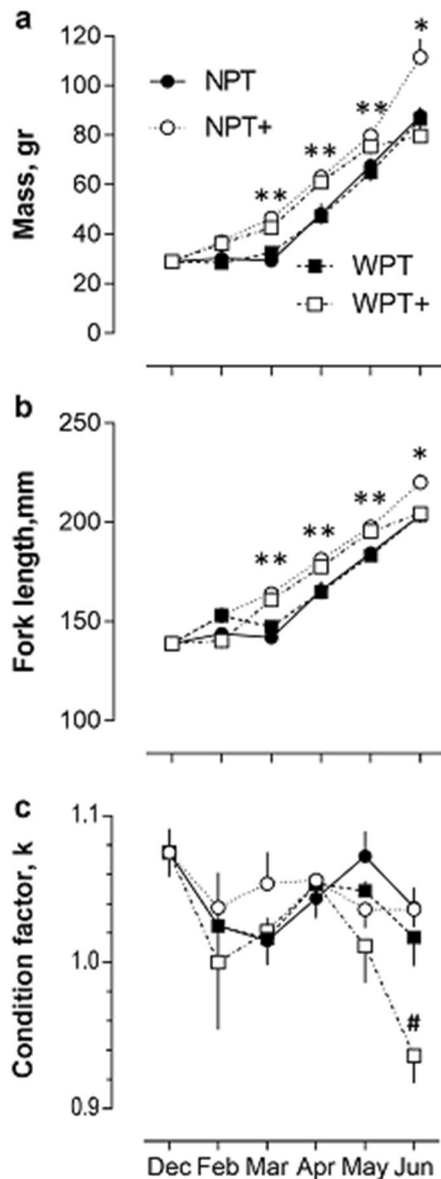 a
Mass, gr
120
100
80
60
40
20
0
NPT
NPT+
*
**
**
**
WPT
WPT+
b
Fork length,mm
250
200
150
100
*
**
**
**
c
Condition factor, k
1.1
1.0
0.9
#
Dec Feb Mar Apr May Jun